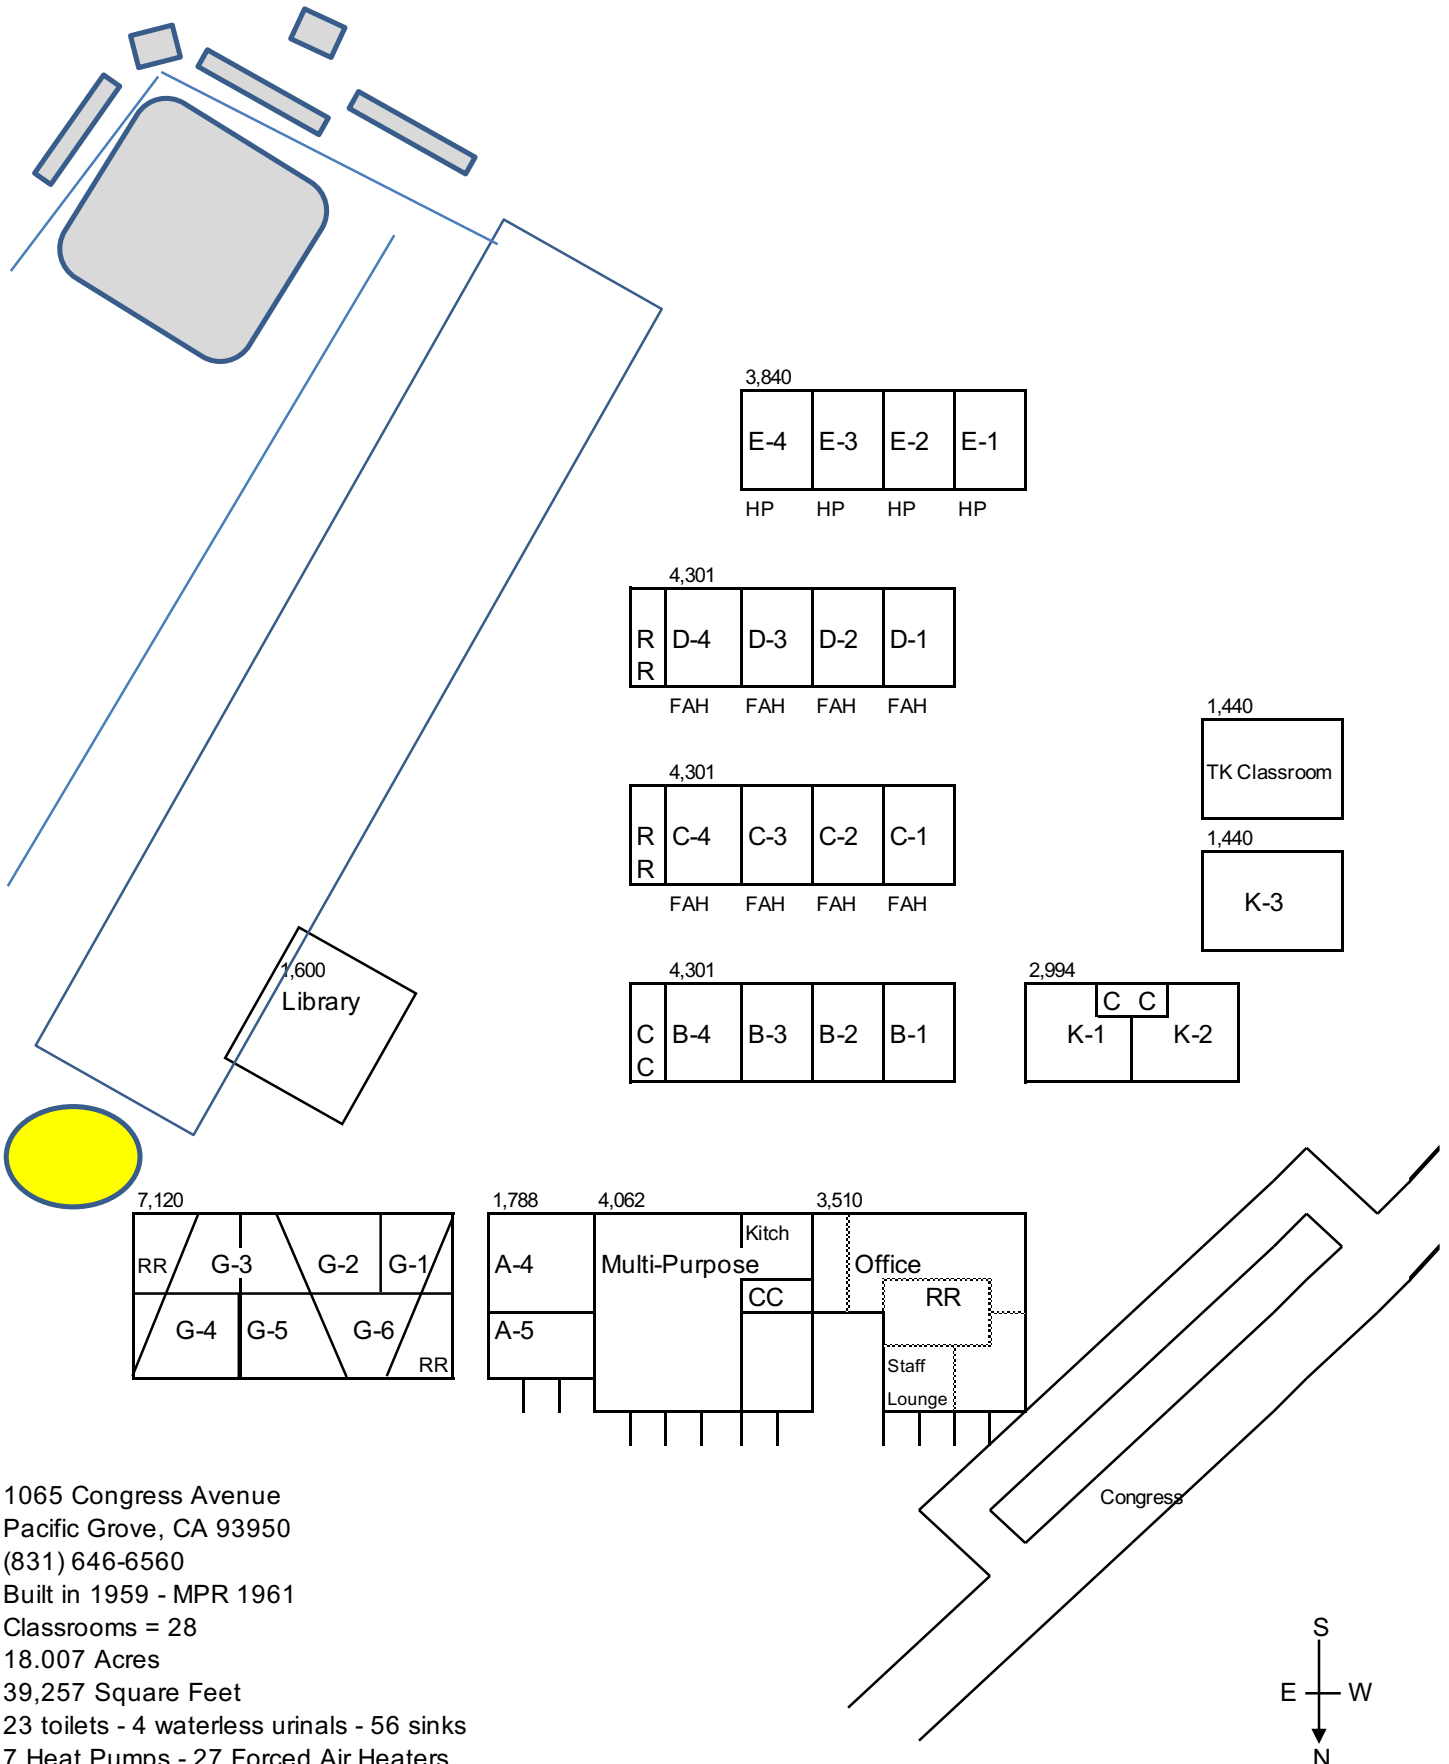 3,840
E-4 E-3 E-2 E-1
HP HP HP HP
4,301
R R D-4 D-3 D-2 D-1
FAH FAH FAH FAH
1,440
TK Classroom
4,301
R R C-4 C-3 C-2 C-1
FAH FAH FAH FAH
1,440
K-3
1,600
Library
4,301
C C B-4 B-3 B-2 B-1
2,994
C C
K-1 K-2
7,120
RR G-3 G-2 G-1
G-4 G-5 G-6
RR
1,788 4,062 3,510
A-4 Multi-Purpose Kitch Office
A-5 CC RR
Staff
Lounge
Congress
1065 Congress Avenue
Pacific Grove, CA 93950
(831) 646-6560
Built in 1959 - MPR 1961
Classrooms = 28
18.007 Acres
39,257 Square Feet
23 toilets - 4 waterless urinals - 56 sinks
7 Heat Pumps - 27 Forced Air Heaters
S
E W
N